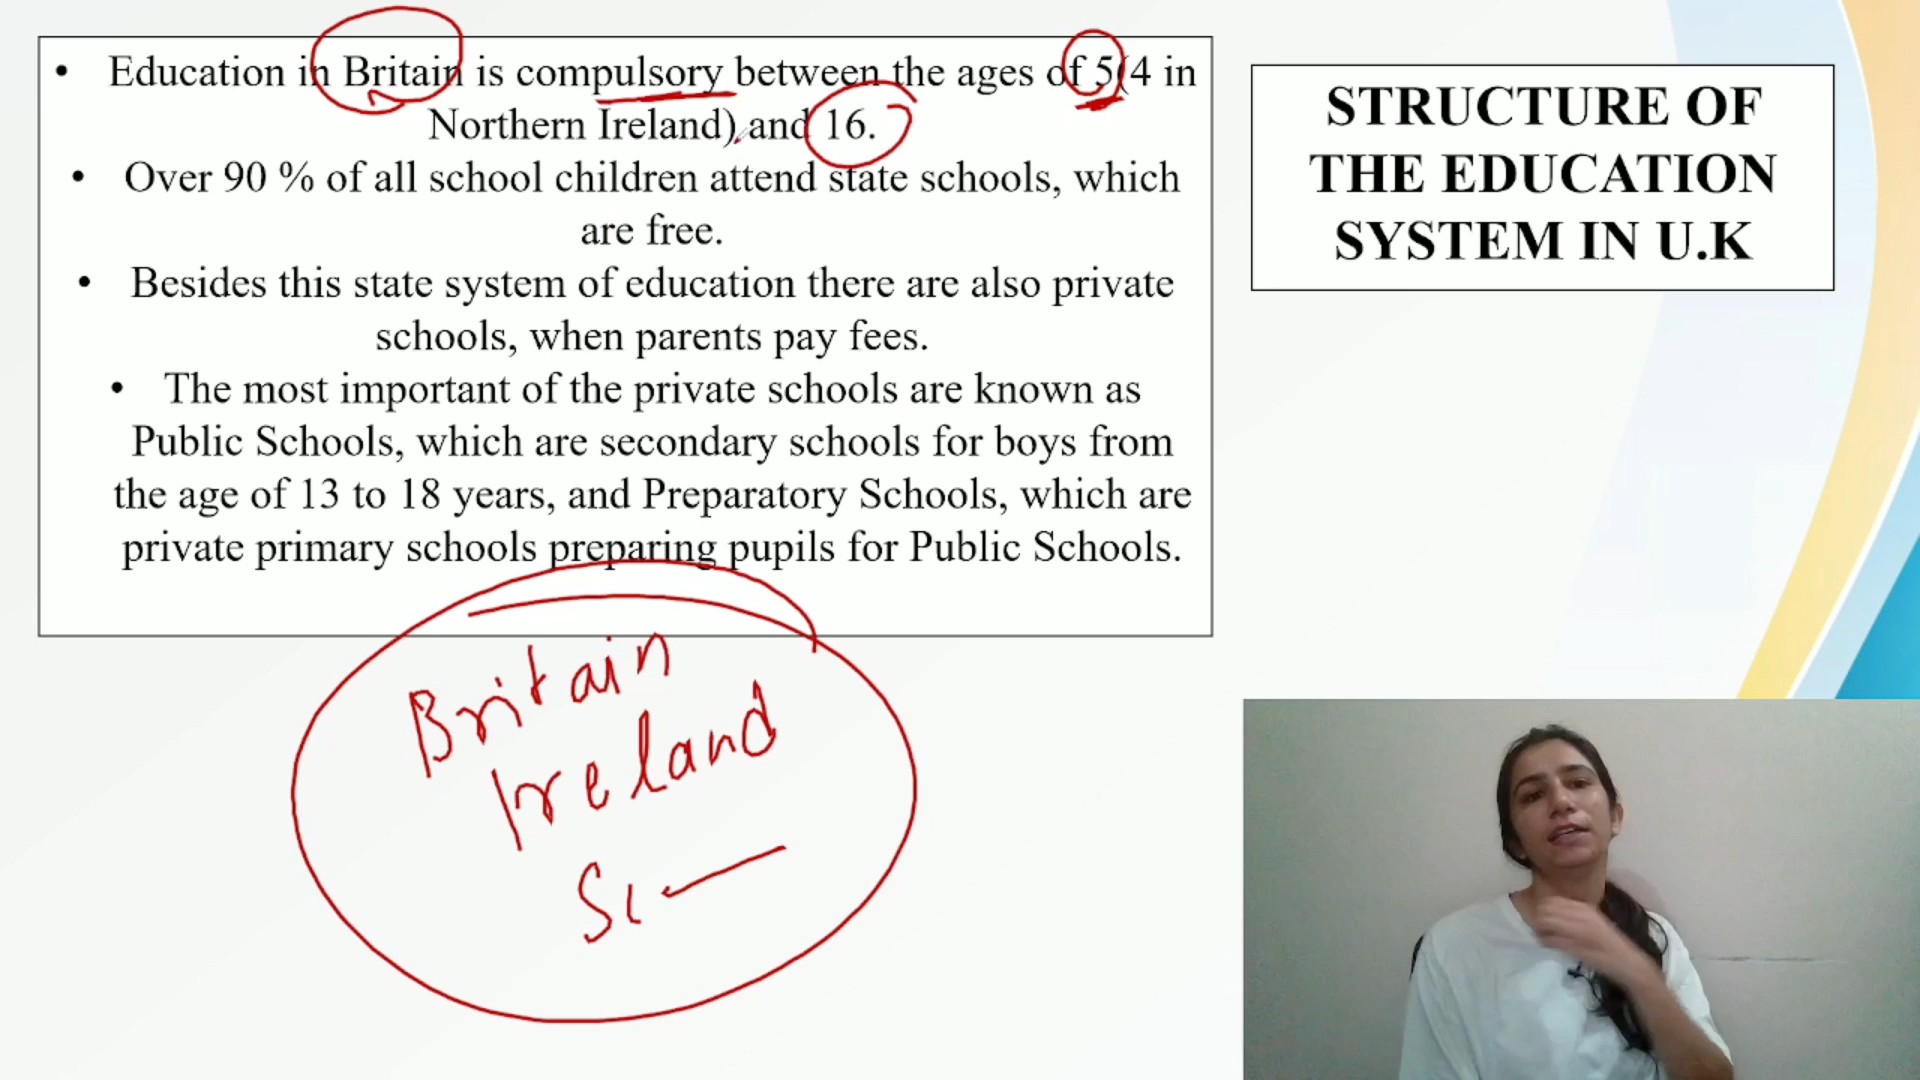 • Education in Britain is compulsory between the ages of 5(4 in
Northern Ireland),and 16.
• Over 90 % of all school children attend state schools, which
are free.
• Besides this state system of education there are also private
schools, when parents pay fees.
• The most important of the private schools are known as
Public Schools, which are secondary schools for boys from
the age of 13 to 18 years, and Preparatory Schools, which are
private primary schools preparing pupils for Public Schools.
STRUCTURE OF
THE EDUCATION
SYSTEM IN U.K
Britain
Ireland